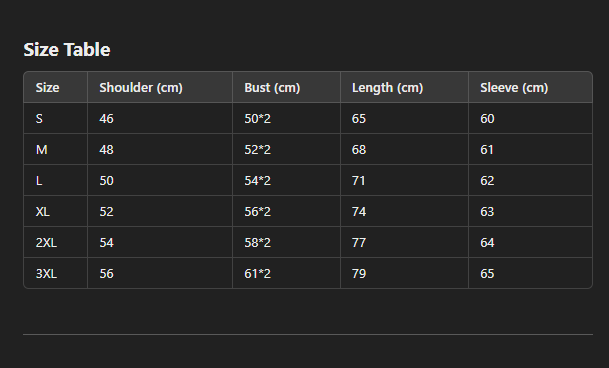 Size Table
Size Shoulder (cm) Bust (cm) Length (cm) Sleeve (cm)
S 46 50*2 65 60
M 48 52*2 68 61
L 50 54*2 71 62
XL 52 56*2 74 63
2XL 54 58*2 77 64
3XL 56 61*2 79 65